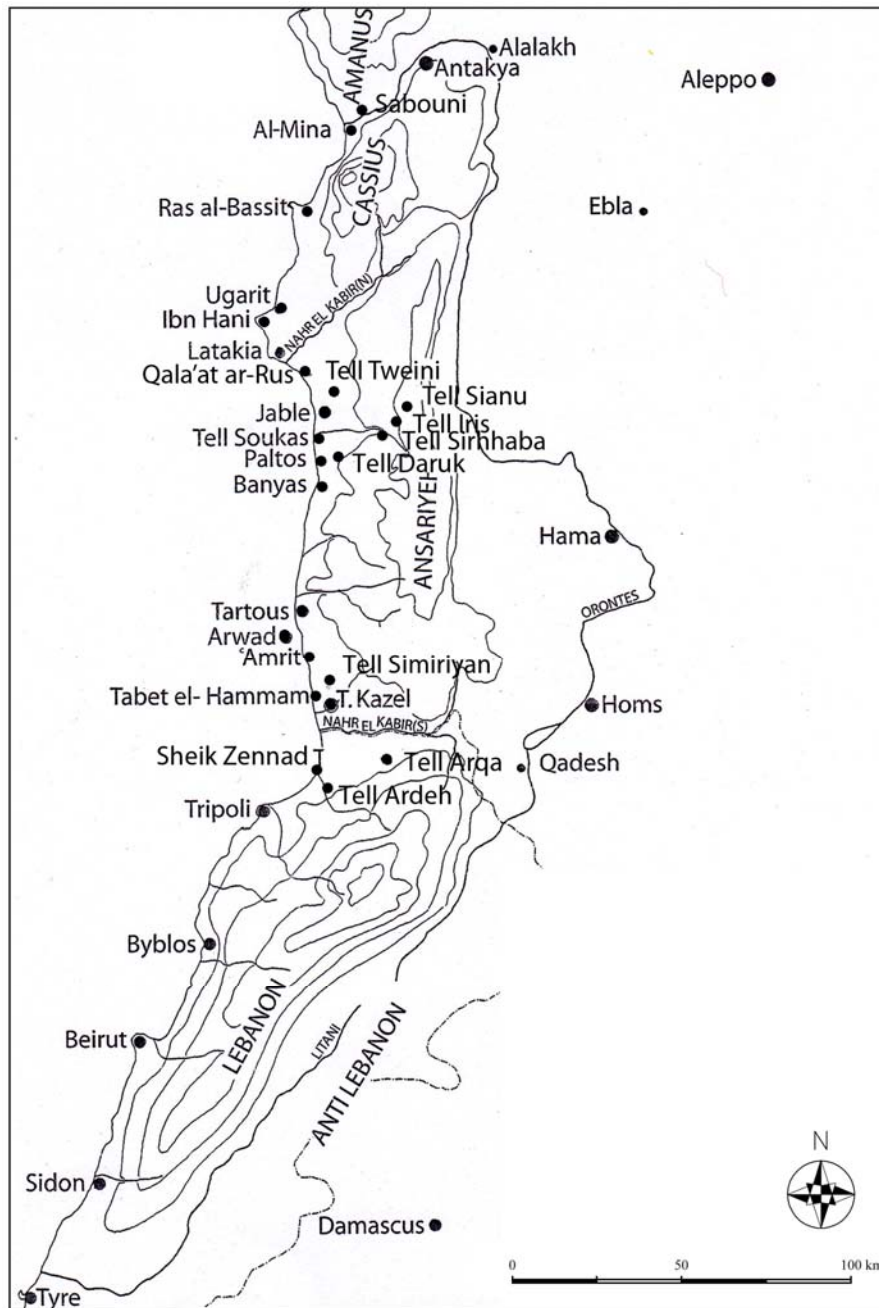 AMANUS
Alalakh
Antakya
Aleppo
Sabouni
Al-Mina
CASSIUS
Ras al-Bassit
Ebla
Ugarit
Ibn Hani
NAHR EL KABIR(N)
Latakia
Qala'at ar-Rus
Tell Tweini
Tell Sianu
Jable
Tell Iris
Tell Soukas
Tell Sirhhaba
Paltos
Tell Daruk
Banyas
ANSARIYEH
Hama
Tartous
ORONTES
Arwad
‘Amrit
Tell Simiriyan
Tabet el- Hammam
T. Kazel
Homs
NAHR EL KABIR(S)
Sheik Zennad
Tell Arqa
Qadesh
Tell Ardeh
Tripoli
Byblos
LEBANON
Beirut
LITANI
ANTI LEBANON
N
Sidon
Damascus
0 50 100 km
Tyre